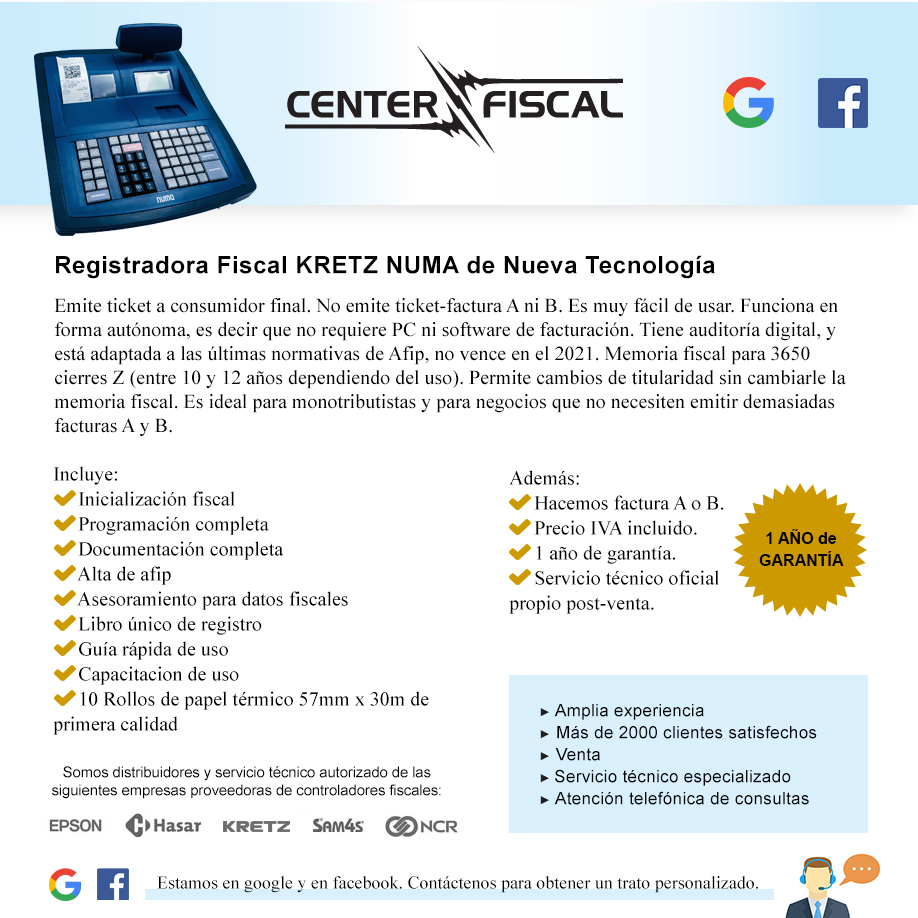 CENTER FISCAL
numa
Registradora Fiscal KRETZ NUMA de Nueva Tecnología
Emite ticket a consumidor final. No emite ticket-factura A ni B. Es muy fácil de usar. Funciona en
forma autónoma, es decir que no requiere PC ni software de facturación. Tiene auditoría digital, y
está adaptada a las últimas normativas de Afip, no vence en el 2021. Memoria fiscal para 3650
cierres Z (entre 10 y 12 años dependiendo del uso). Permite cambios de titularidad sin cambiarle la
memoria fiscal. Es ideal para monotributistas y para negocios que no necesiten emitir demasiadas
facturas A y B.
Incluye:
Inicialización fiscal
Programación completa
Documentación completa
Alta de afip
Asesoramiento para datos fiscales
Libro único de registro
Guía rápida de uso
Capacitacion de uso
10 Rollos de papel térmico 57mm x 30m de
primera calidad
Además:
Hacemos factura A o B.
Precio IVA incluido.
1 año de garantía.
Servicio técnico oficial
propio post-venta.
1 AÑO de
GARANTÍA
► Amplia experiencia
► Más de 2000 clientes satisfechos
► Venta
► Servicio técnico especializado
► Atención telefónica de consultas
Somos distribuidores y servicio técnico autorizado de las
siguientes empresas proveedoras de controladores fiscales:
EPSON Hasar KRETZ SAM4S NCR
Estamos en google y en facebook. Contáctenos para obtener un trato personalizado.